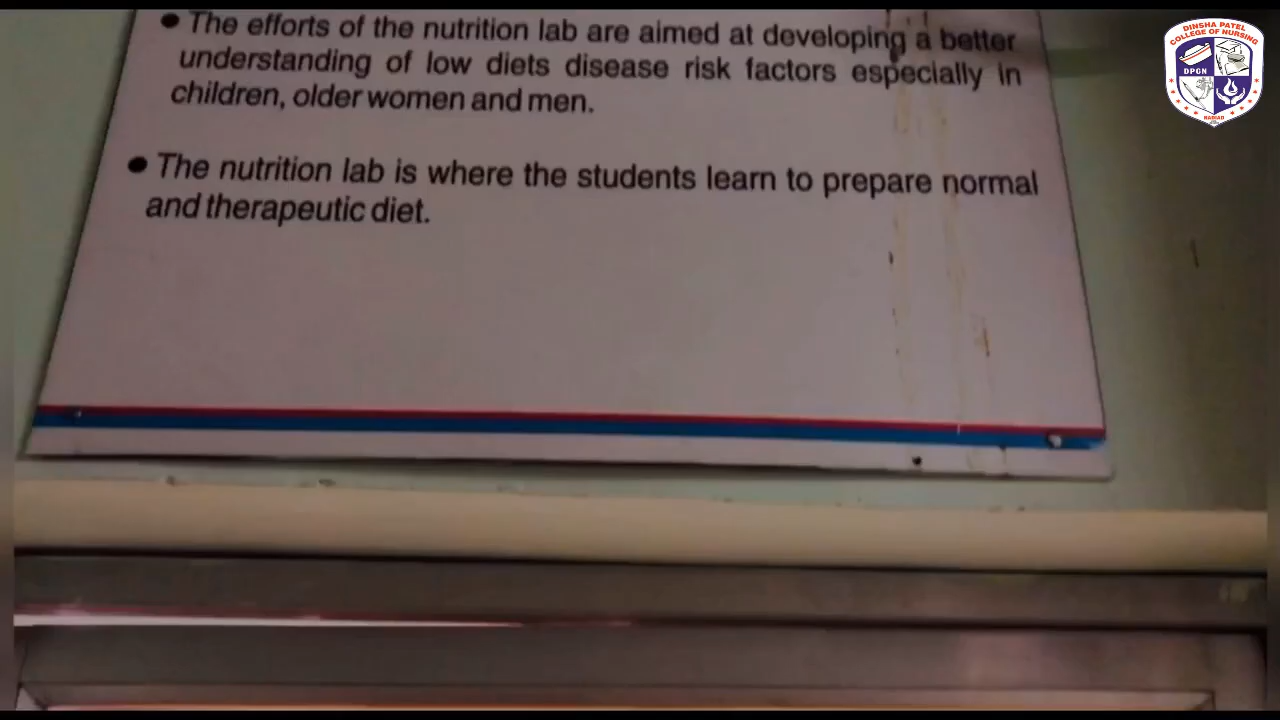 ● The efforts of the nutrition lab are aimed at developing a better
understanding of low diets disease risk factors especially in
children, older women and men.
● The nutrition lab is where the students learn to prepare normal
and therapeutic diet.
DINSHA PATEL
COLLEGE OF NURSING
DPCN
NADIAD